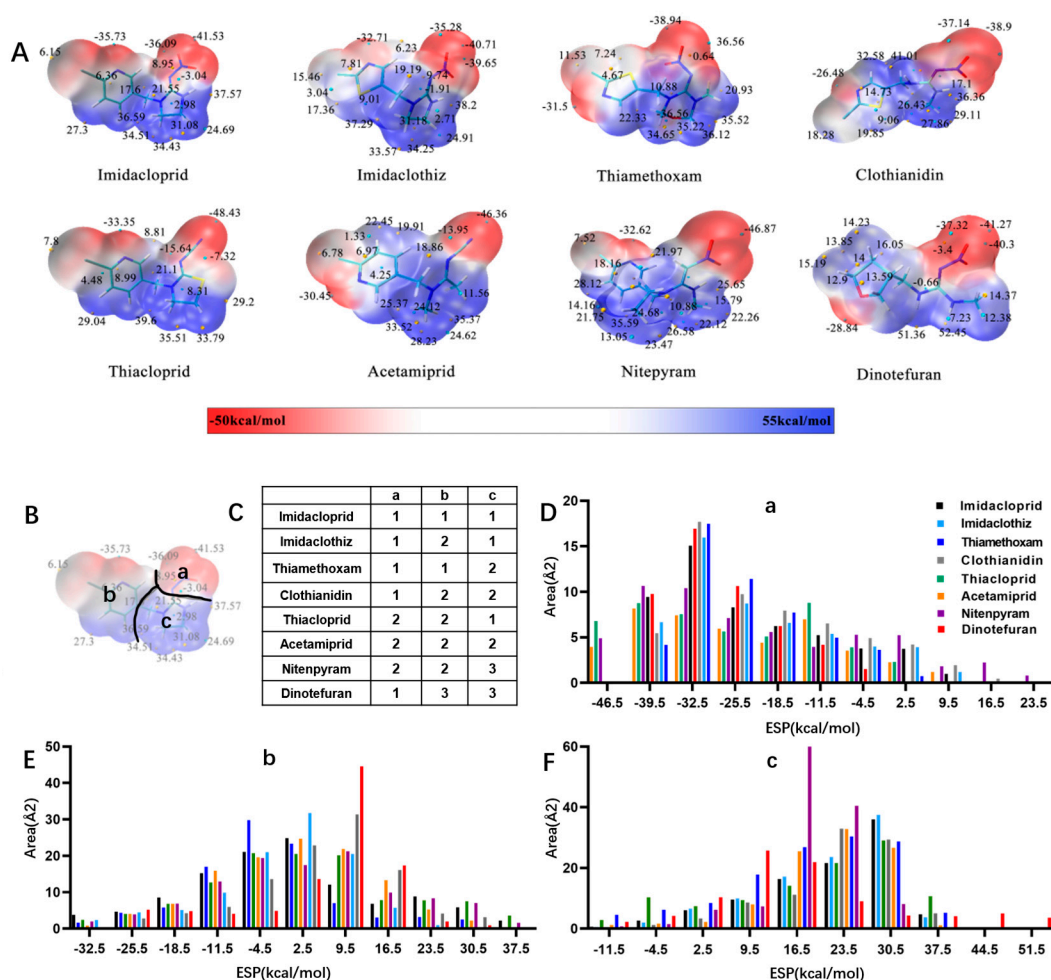 A
6.15 -35.73 -36.09 -41.53
8.95
-3.04
6.36 17.6 21.55
37.57
36.59 -2.98
27.3 34.51 31.08 24.69
34.43
Imidacloprid
-35.28
-32.71 6.23 -40.71
7.81 19.19 9.74 -39.65
15.46
3.04 9.01 -1.91
17.36 38.2
37.29 31.18 2.71
33.57 34.25 24.91
Imidaclothiz
-38.94
36.56
11.53 7.24 0.64
4.67
10.88 20.93
-31.5
22.33 36.56 35.52
34.65 35.22 36.12
Thiamethoxam
-37.14 -38.9
32.58 41.01
-26.48
14.73 17.1
26.43 36.36
9.06 29.11
18.28 19.85 27.86
Clothianidin
-48.43
-33.35 8.81
7.8 -15.64
-7.32
4.48 8.99 21.1
8.31 29.2
29.04 39.6
35.51 33.79
Thiacloprid
22.45 -46.36
1.33 19.91 -13.95
6.78 6.97 18.86
4.25
-30.45 11.56
25.37 24.12
33.52 35.37
28.23 24.62
Acetamiprid
-46.87
7.52 -32.62
21.97
18.16
28.12 25.65
14.16 10.88 15.79
21.75 35.59 24.68 22.26
26.58 22.12
13.05 23.47
Nitepyram
14.23 -37.32 -41.27
13.85 16.05 -3.4 -40.3
15.19 14
12.9 13.59 -0.66
14.37
-28.84 7.23 12.38
51.36 52.45
Dinotefuran
-50kcal/mol 55kcal/mol
B
-35.73 -36.09 -41.53
6.15
a
-3.04
b 21.55
37.57
c -2.98
36.59
27.3 34.51 31.08 24.69
34.43
C
a b c
Imidacloprid 1 1 1
Imidaclothiz 1 2 1
Thiamethoxam 1 1 2
Clothianidin 1 2 2
Thiacloprid 2 2 1
Acetamiprid 2 2 2
Nitenpyram 2 2 3
Dinotefuran 1 3 3
D
a
Area(Å2)
20
15
10
5
0
-46.5 -39.5 -32.5 -25.5 -18.5 -11.5 -4.5 2.5 9.5 16.5 23.5
ESP(kcal/mol)
Imidacloprid
Imidaclothiz
Thiamethoxam
Clothianidin
Thiacloprid
Acetamiprid
Nitenpyram
Dinotefuran
E
b
Area(Å2)
50
40
30
20
10
0
-32.5 -25.5 -18.5 -11.5 -4.5 2.5 9.5 16.5 23.5 30.5 37.5
ESP(kcal/mol)
F
c
Area(Å2)
60
40
20
0
-11.5 -4.5 2.5 9.5 16.5 23.5 30.5 37.5 44.5 51.5
ESP(kcal/mol)